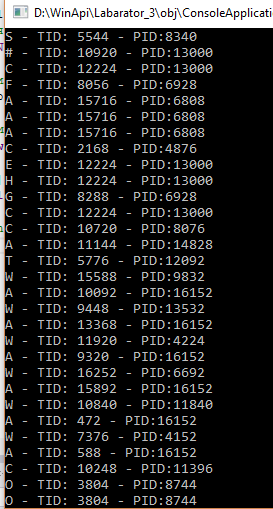 D:\WinApi\Labarator_3\obj\ConsoleApplicatio
S - TID: 5544 - PID:8340
# - TID: 10920 - PID:13000
- TID: 12224 - PID:13000
F - TID: 8056 - PID:6928
A - TID: 15716 - PID:6808
A - TID: 15716 - PID:6808
A - TID: 15716 - PID:6808
C - TID: 2168 - PID:4876
E - TID: 12224 - PID:13000
H - TID: 12224 - PID:13000
G - TID: 8288 - PID:6928
C - TID: 12224 - PID:13000
C - TID: 10720 - PID:8076
A - TID: 11144 - PID:14828
T - TID: 5776 - PID:12092
W - TID: 15588 - PID:9832
A - TID: 10092 - PID:16152
W - TID: 9448 - PID:13532
A - TID: 13368 - PID:16152
W - TID: 11920 - PID:4224
A - TID: 9320 - PID:16152
W - TID: 16252 - PID:6692
A - TID: 15892 - PID:16152
W - TID: 10840 - PID:11840
A - TID: 472 - PID:16152
W - TID: 7376 - PID:4152
A - TID: 588 - PID:16152
C - TID: 10248 - PID:11396
O - TID: 3804 - PID:8744
O - TID: 3804 - PID:8744